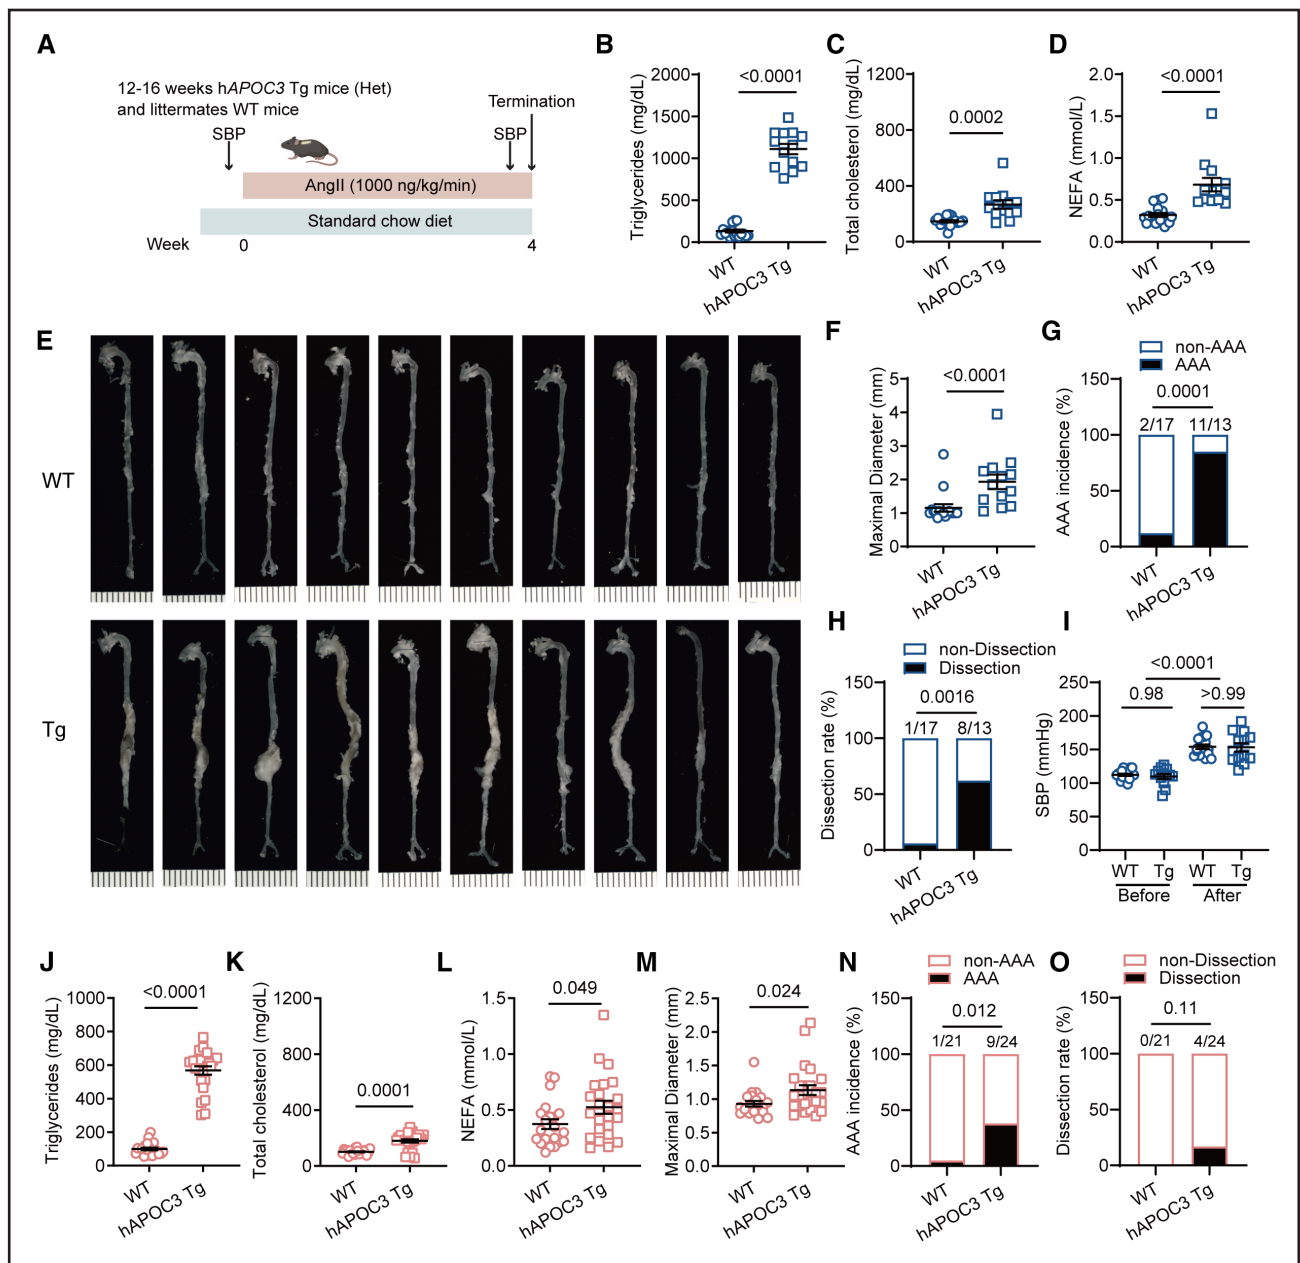 A
12-16 weeks hAPOC3 Tg mice (Het)
and littermates WT mice
Termination
SBP
SBP
AngII (1000 ng/kg/min)
Standard chow diet
Week 0 4
B
Triglycerides (mg/dL)
2000
1500
1000
500
0
<0.0001
WT
hAPOC3 Tg
C
Total cholesterol (mg/dL)
1200
800
400
0
0.0002
WT
hAPOC3 Tg
D
NEFA (mmol/L)
2.0
1.5
1.0
0.5
0.0
<0.0001
WT
hAPOC3 Tg
E
WT
Tg
F
Maximal Diameter (mm)
5
4
3
2
1
0
<0.0001
WT
hAPOC3 Tg
G
non-AAA
AAA
AAA incidence (%)
150
100
50
0
0.0001
2/17 11/13
WT
hAPOC3 Tg
H
non-Dissection
Dissection
Dissection rate (%)
150
100
50
0
0.0016
1/17 8/13
WT
hAPOC3 Tg
I
SBP (mmHg)
250
200
150
100
50
0
<0.0001
0.98 >0.99
WT Tg WT Tg
Before After
J
Triglycerides (mg/dL)
1000
800
600
400
200
0
<0.0001
WT
hAPOC3 Tg
K
Total cholesterol (mg/dL)
1200
800
400
0
0.0001
WT
hAPOC3 Tg
L
NEFA (mmol/L)
1.5
1.0
0.5
0.0
0.049
WT
hAPOC3 Tg
M
Maximal Diameter (mm)
2.5
2.0
1.5
1.0
0.5
0.0
0.024
WT
hAPOC3 Tg
N
non-AAA
AAA
AAA incidence (%)
150
100
50
0
0.012
1/21 9/24
WT
hAPOC3 Tg
O
non-Dissection
Dissection
Dissection rate (%)
150
100
50
0
0.11
0/21 4/24
WT
hAPOC3 Tg